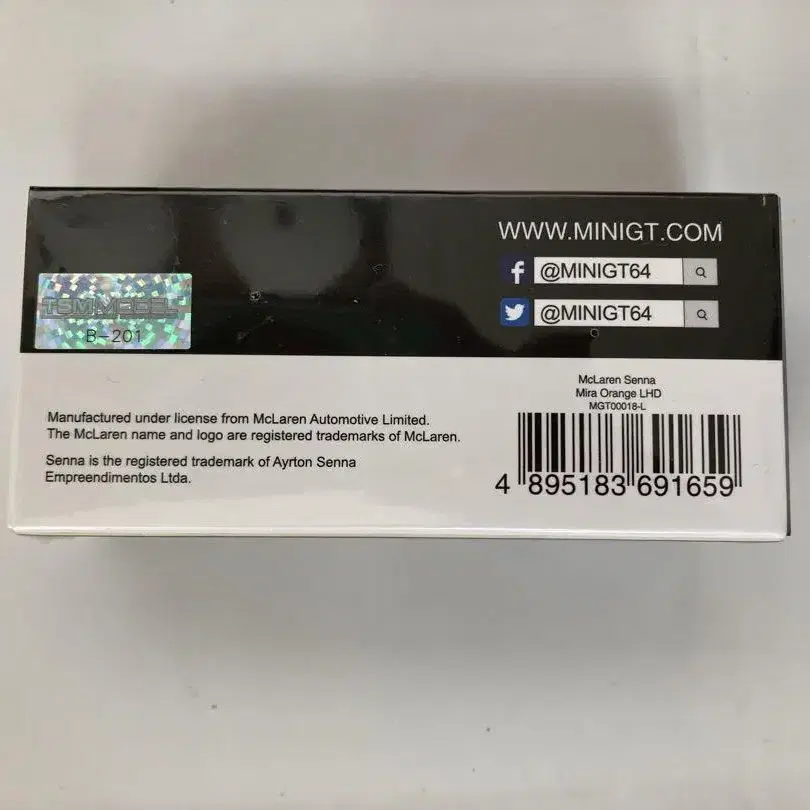 WWW.MINIGT.COM
f @MINIGT64
@MINIGT64
TSM MODEL
B-201
McLaren Senna
Mira Orange LHD
MGT00018-L
Manufactured under license from McLaren Automotive Limited.
The McLaren name and logo are registered trademarks of McLaren.
Senna is the registered trademark of Ayrton Senna
Empreendimentos Ltda.
4 895183 691659